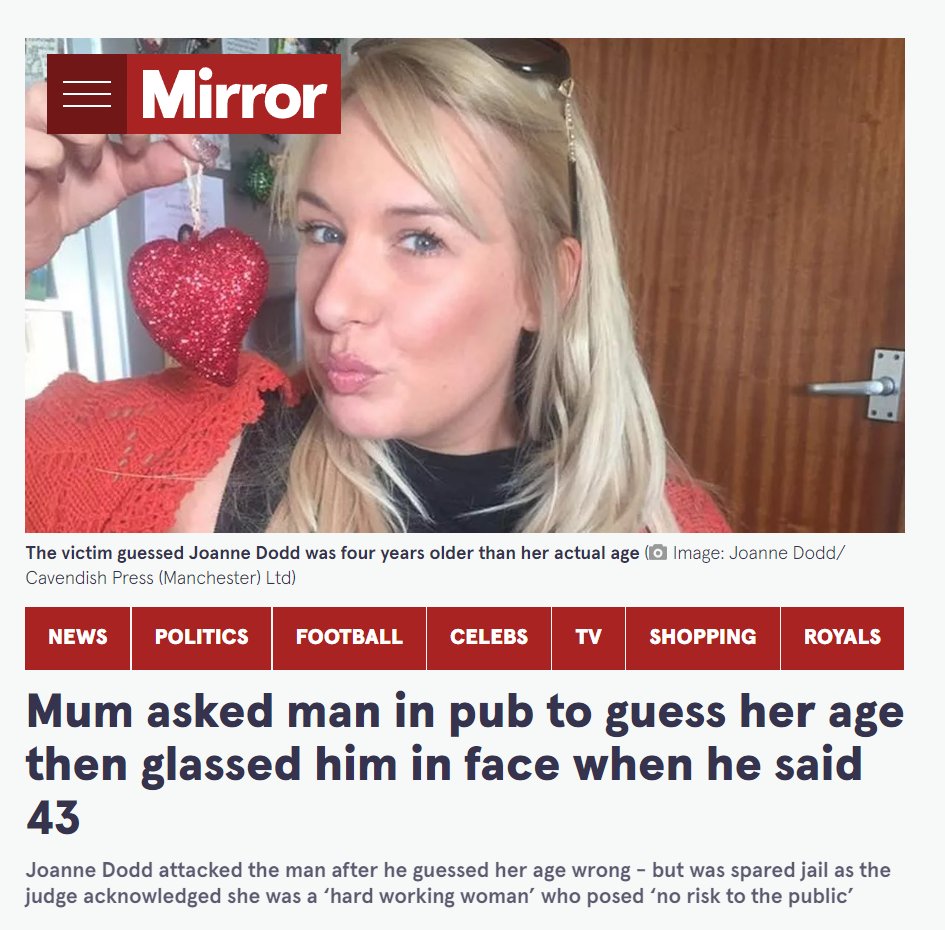 Mirror
The victim guessed Joanne Dodd was four years older than her actual age ( Image: Joanne Dodd/
Cavendish Press (Manchester) Ltd)
NEWS
POLITICS
FOOTBALL
CELEBS
TV
SHOPPING
ROYALS
Mum asked man in pub to guess her age
then glassed him in face when he said
43
Joanne Dodd attacked the man after he guessed her age wrong - but was spared jail as the
judge acknowledged she was a ‘hard working woman’ who posed ‘no risk to the public’